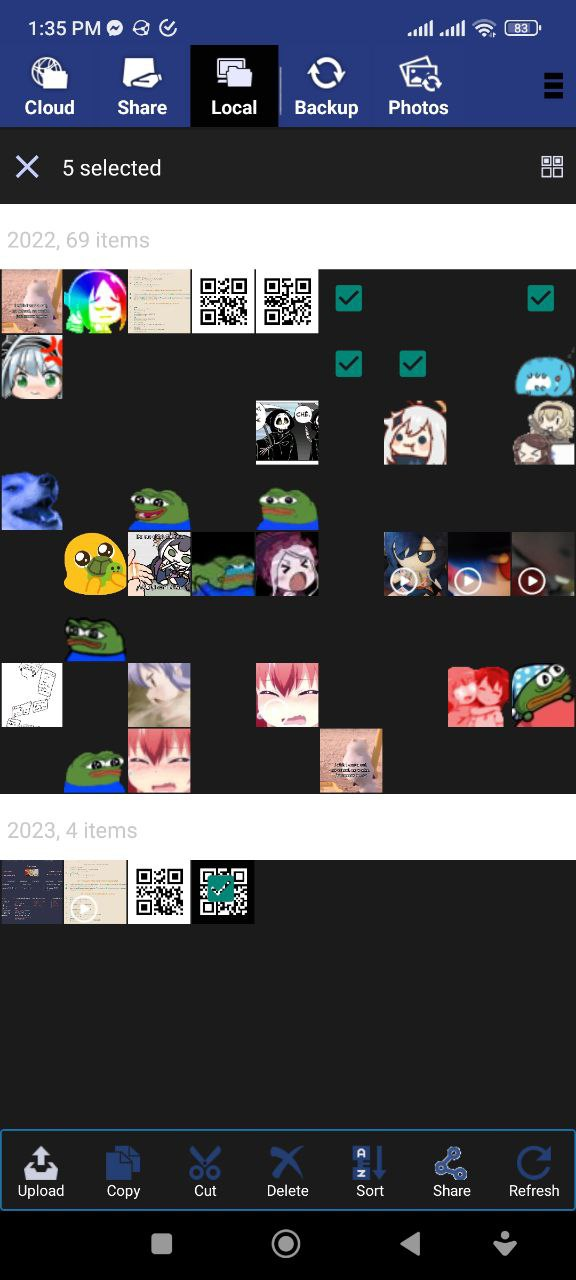 1:35 PM
83
Cloud
Share
Local
Backup
Photos
5 selected
2022, 69 items
CHÉ.
2023, 4 items
A
Z
Upload
Copy
Cut
Delete
Sort
Share
Refresh